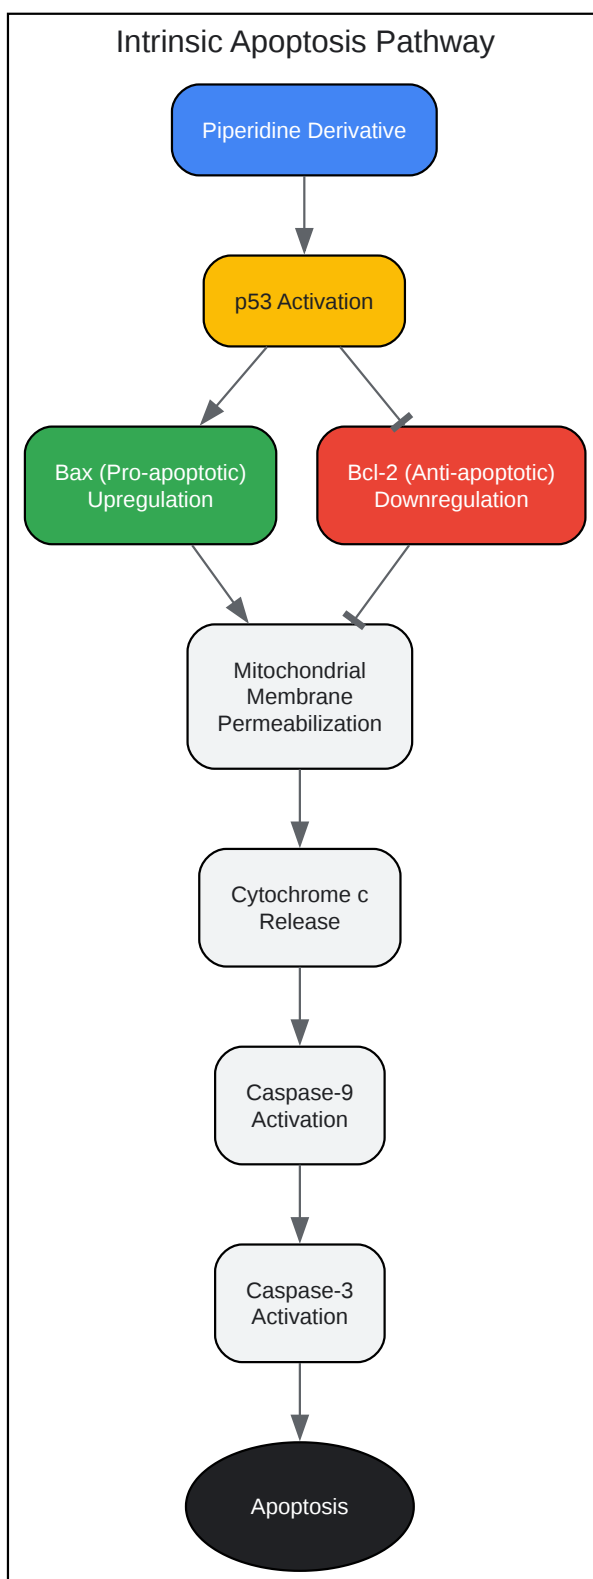 Intrinsic Apoptosis Pathway
Piperidine Derivative
p53 Activation
Bax (Pro-apoptotic)
Upregulation
Bcl-2 (Anti-apoptotic)
Downregulation
Mitochondrial
Membrane
Permeabilization
Cytochrome c
Release
Caspase-9
Activation
Caspase-3
Activation
Apoptosis